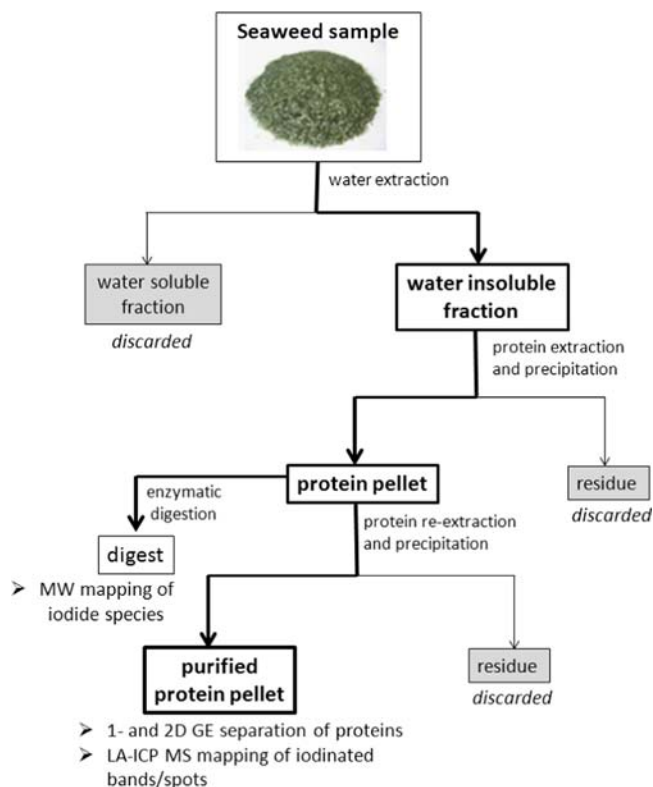 Seaweed sample
water extraction
water soluble
fraction
discarded
water insoluble
fraction
protein extraction
and precipitation
protein pellet
residue
discarded
enzymatic
digestion
protein re-extraction
and precipitation
digest
➢ MW mapping of
iodide species
purified
protein pellet
residue
discarded
➢ 1- and 2D GE separation of proteins
➢ LA-ICP MS mapping of iodinated
bands/spots